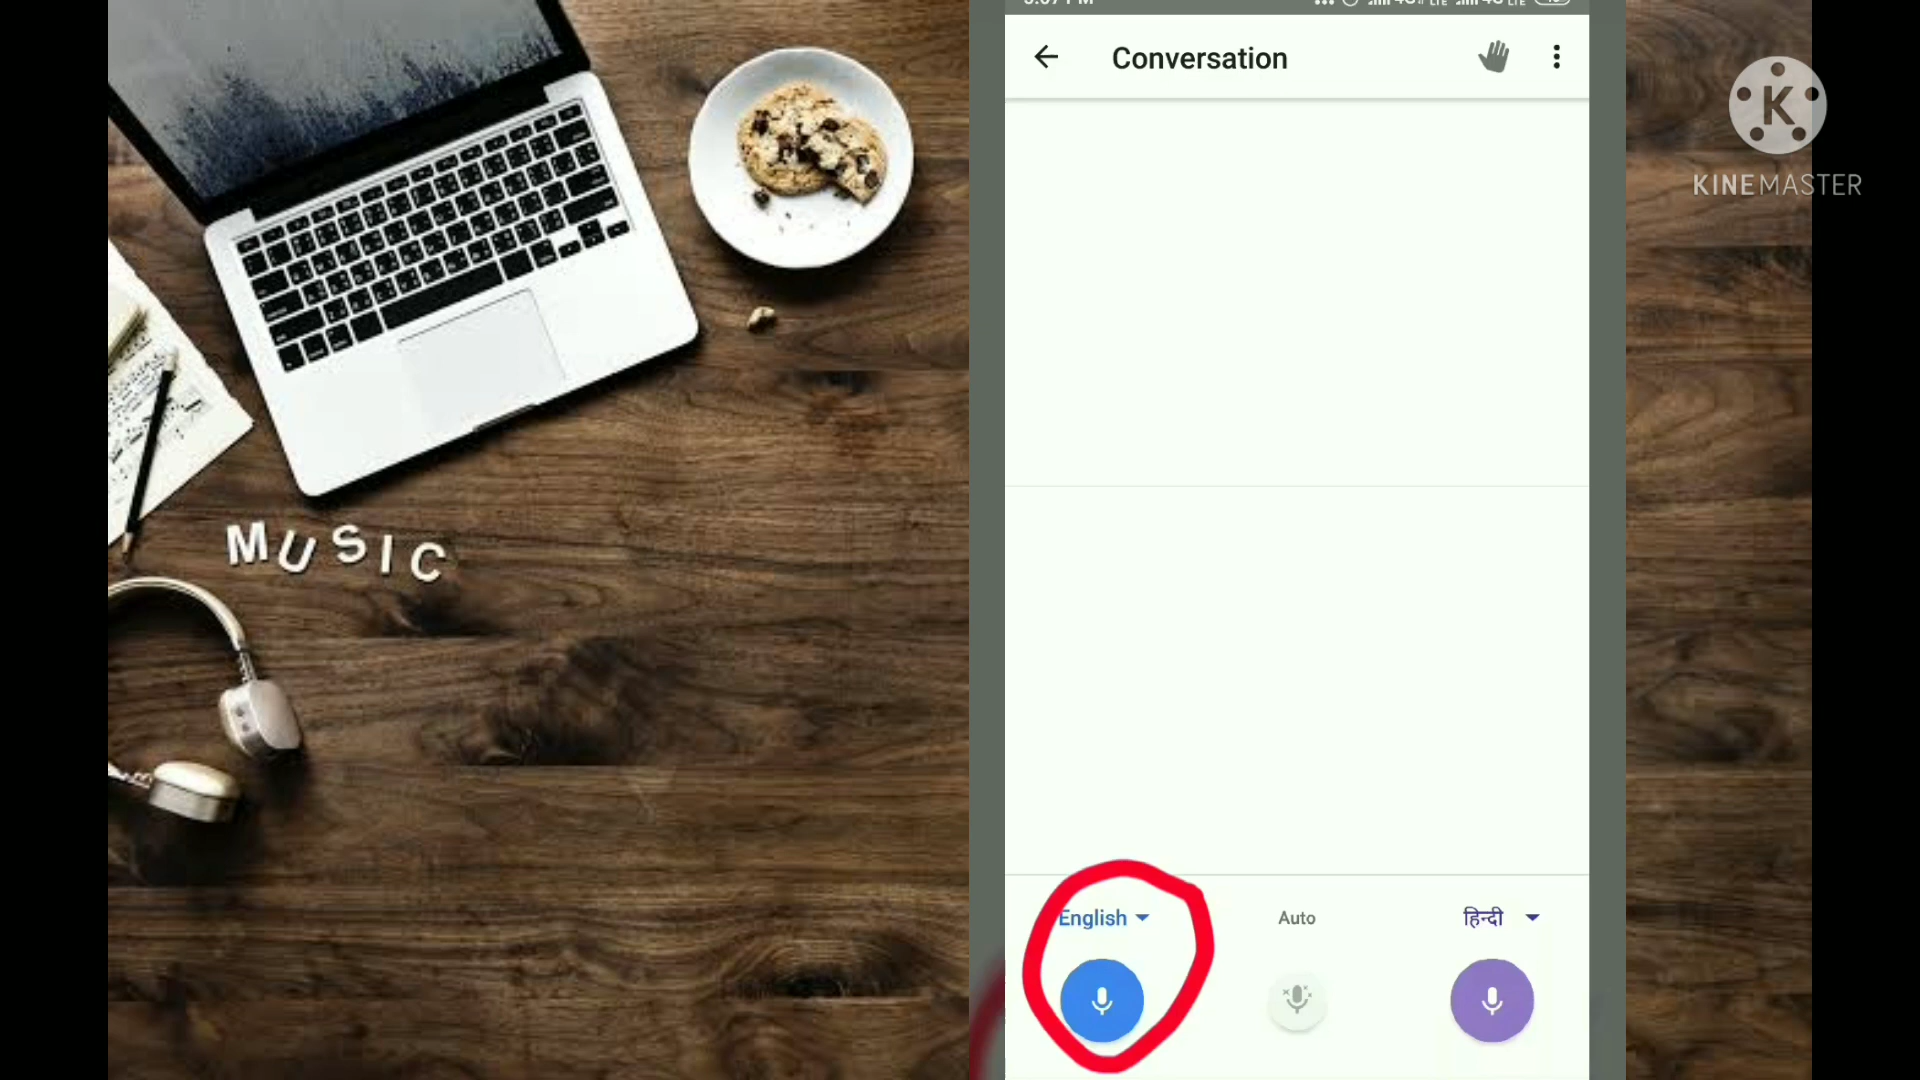 Conversation
K
KINEMASTER
MUSIC
English
Auto
हिन्दी